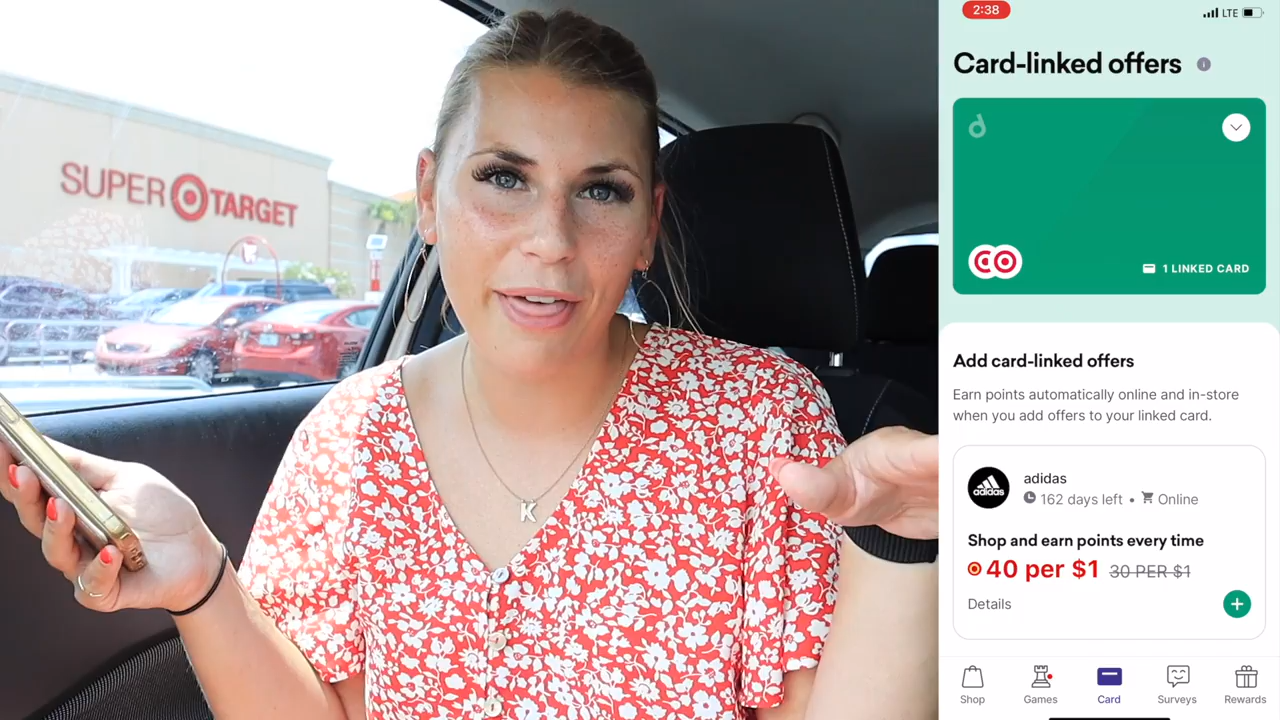 SUPER TARGET
K
2:38
LTE
Card-linked offers
1 LINKED CARD
Add card-linked offers
Earn points automatically online and in-store
when you add offers to your linked card.
adidas
adidas
162 days left • Online
Shop and earn points every time
40 per $1 30 PER $1
Details
Shop
Games
Card
Surveys
Rewards